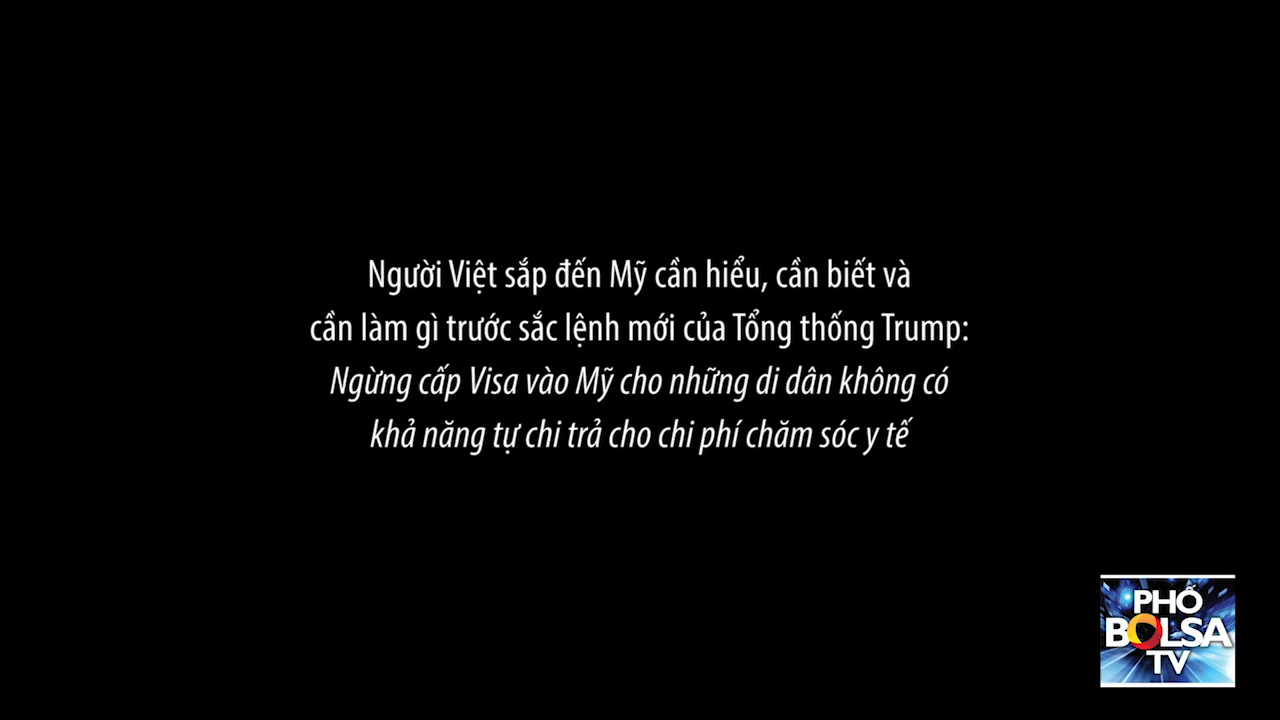 Người Việt sắp đến Mỹ cần hiểu, cần biết và
cần làm gì trước sắc lệnh mới của Tổng thống Trump:
Ngừng cấp Visa vào Mỹ cho những di dân không có
khả năng tự chi trả cho chi phí chăm sóc y tế
PHỐ
BOLSA
TV